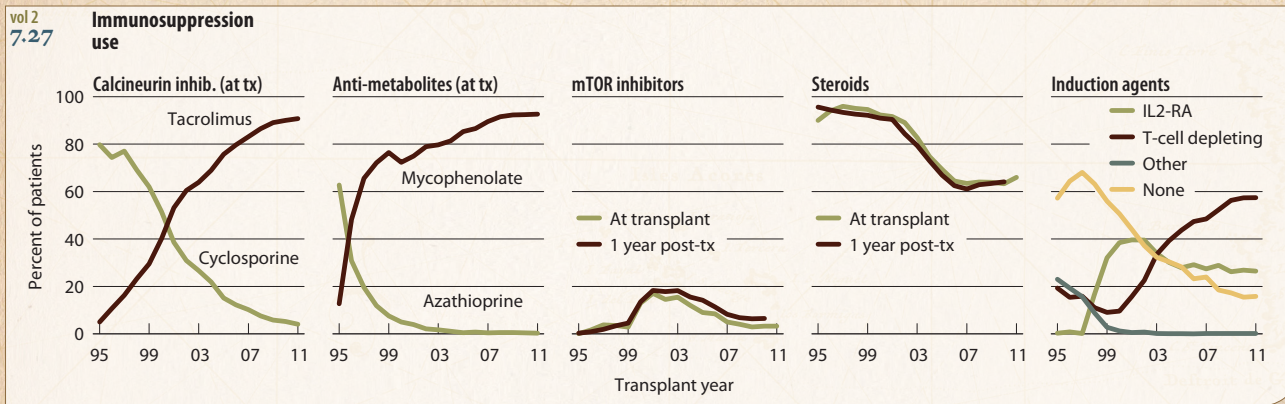 vol 2
7.27
Immunosuppression
use
Calcineurin inhib. (at tx)
Anti-metabolites (at tx)
mTOR inhibitors
Steroids
Induction agents
Percent of patients
100
80
60
40
20
0
Tacrolimus
Cyclosporine
95 99 03 07 11
Mycophenolate
Azathioprine
95 99 03 07 11
At transplant
1 year post-tx
95 99 03 07 11
At transplant
1 year post-tx
95 99 03 07 11
IL2-RA
T-cell depleting
Other
None
95 99 03 07 11
Transplant year